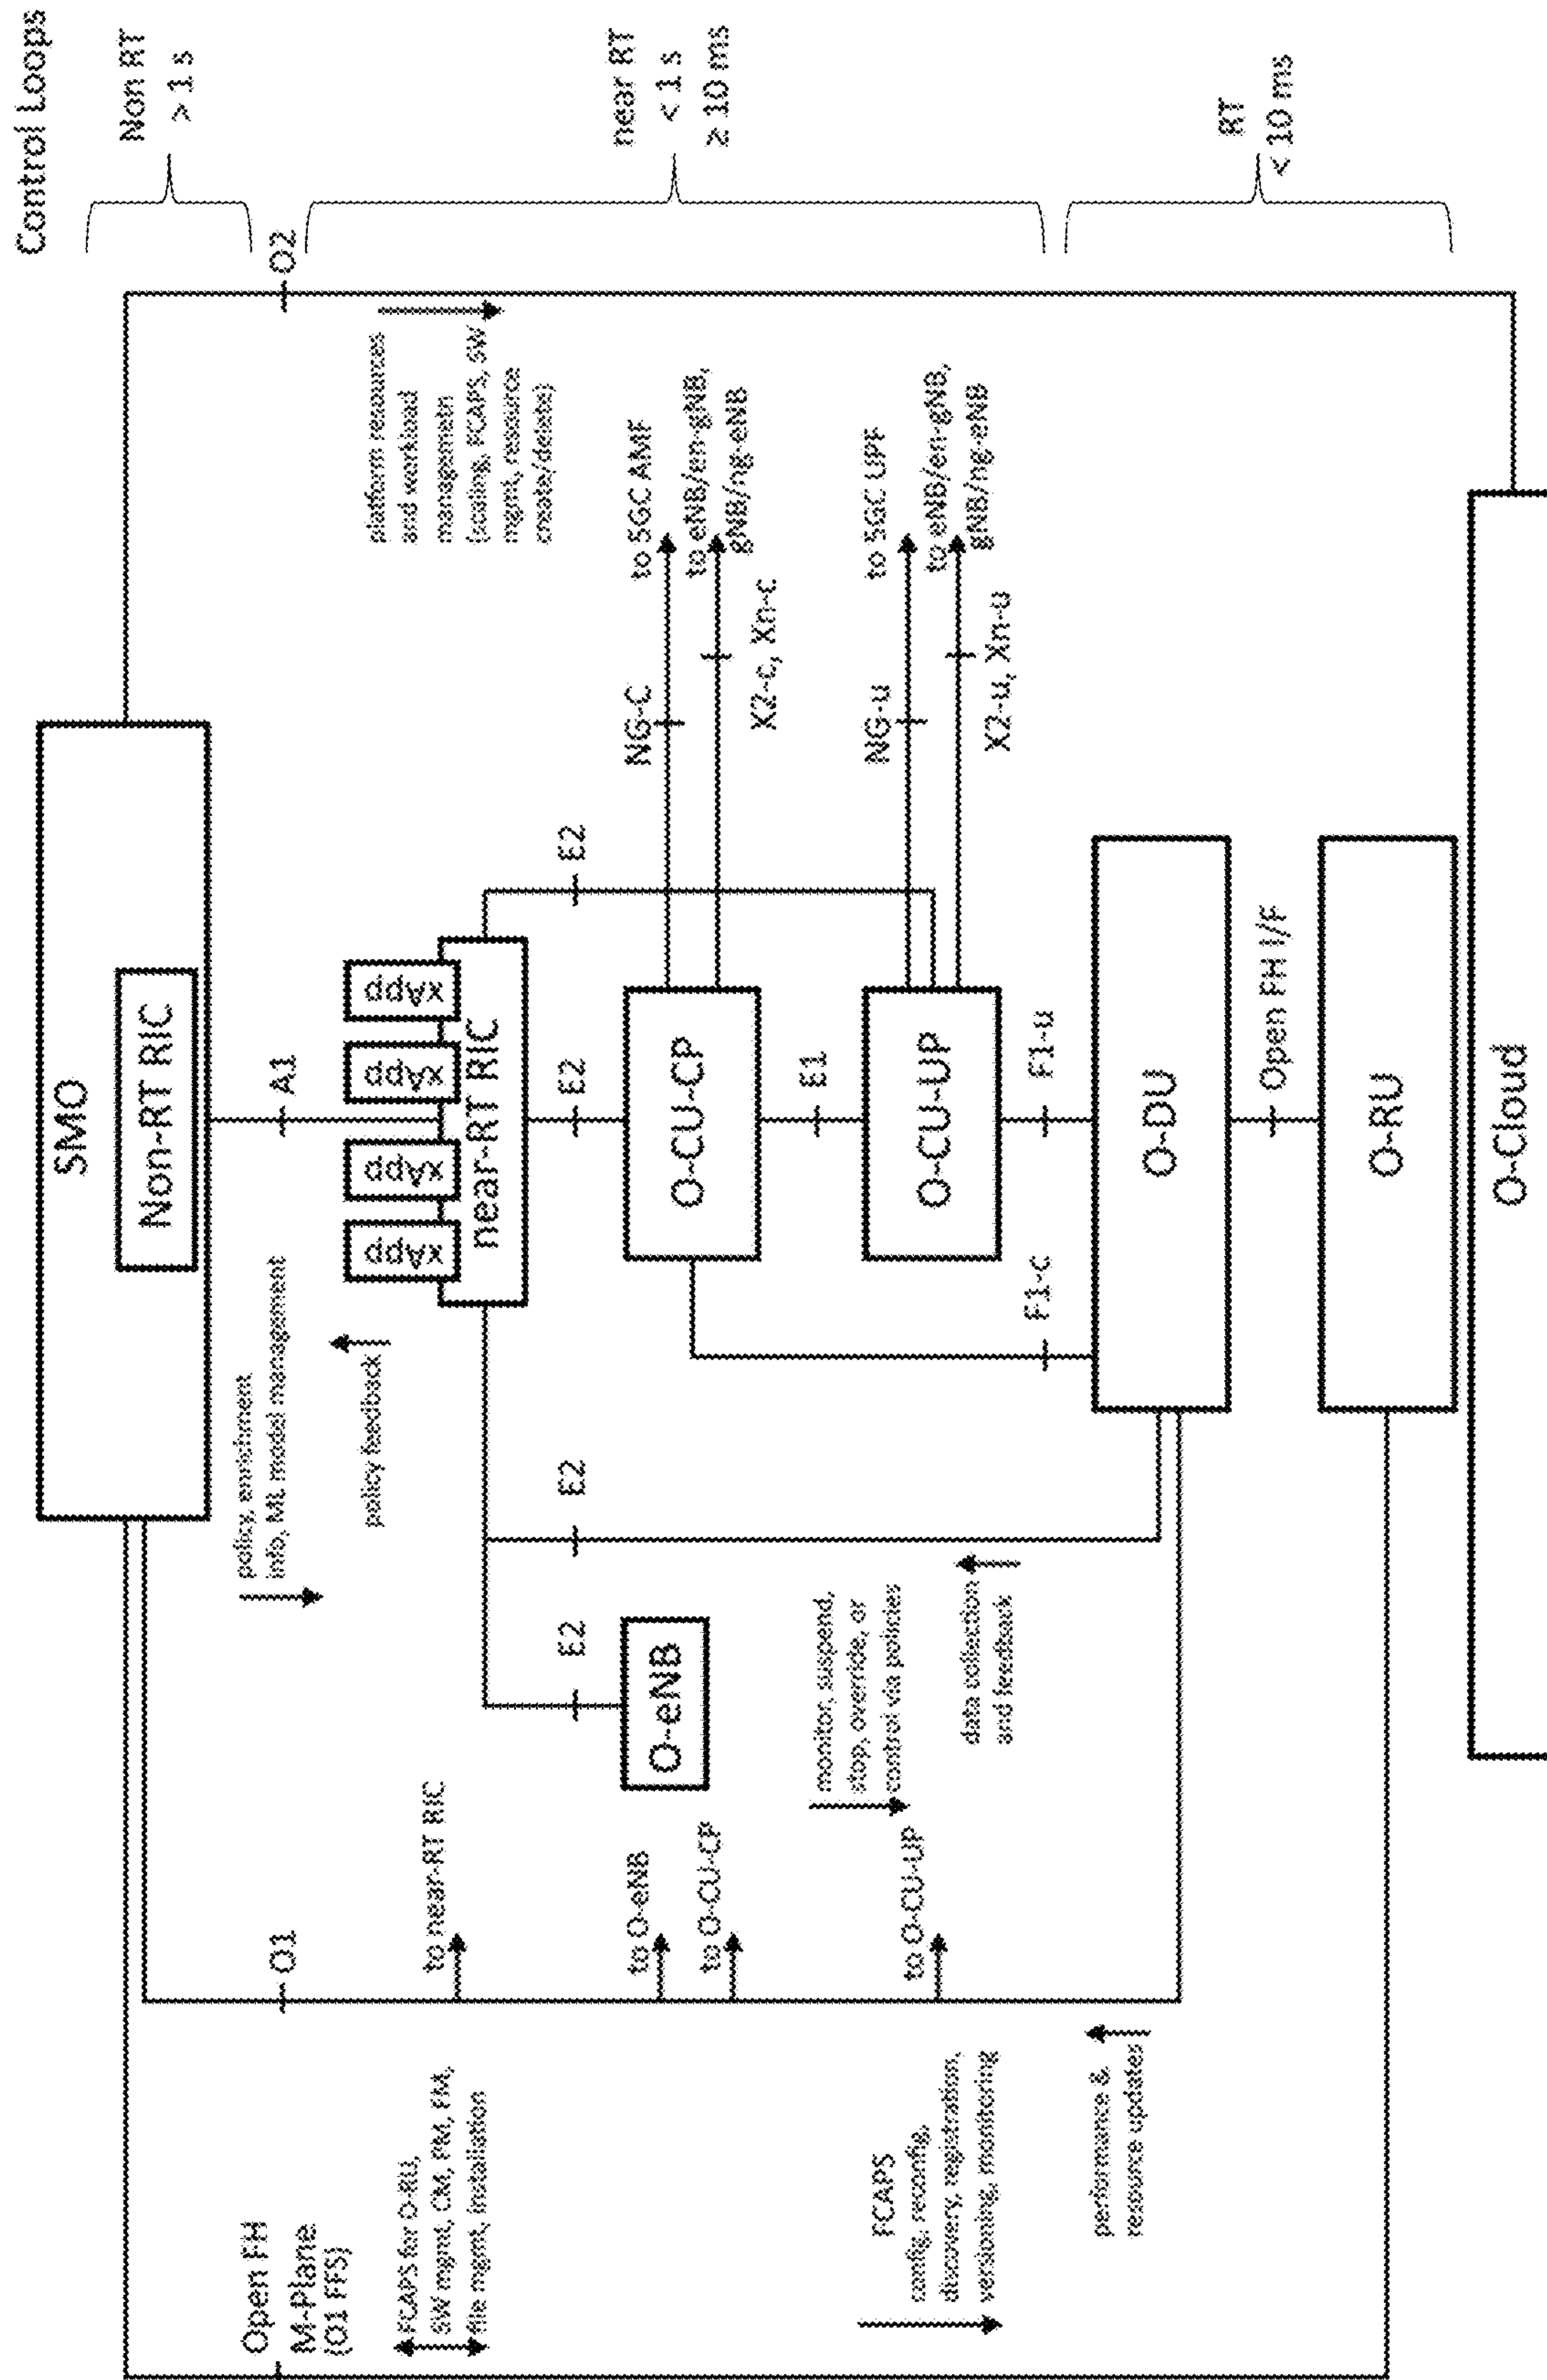 Control Loops
Non RT
> 1 s
near RT
< 1 s
≥ 10 ms
RT
< 10 ms
SMO
Non-RT RIC
O2
platform resources
and workload
managemetn
(scaling, FCAPS, SW
mgmt, resource
create/delete)
A1
policy, enrichment
info, ML model management
policy feedback
O1
Open FH
M-Plane
(O1 FFS)
FCAPS for O-RU,
SW mgmt, CM, PM, FM,
file mgmt, installation
to near-RT RIC
xApp
xApp
xApp
xApp
near-RT RIC
E2
E2
E2
E2
O-eNB
to O-eNB
to O-CU-CP
O-CU-CP
NG-C
to 5GC AMF
to eNB/en-gNB,
gNB/ng-eNB
X2-c, Xn-c
monitor, suspend,
stop, override, or
control via policies
E1
to O-CU-UP
O-CU-UP
NG-u
to 5GC UPF
to eNB/en-gNB,
gNB/ng-eNB
X2-u, Xn-u
FCAPS
config, reconfig,
discovery, registration,
versioning, monitoring
data collection
and feedback
F1-c
F1-u
performance &
resource updates
O-DU
Open FH I/F
O-RU
O-Cloud